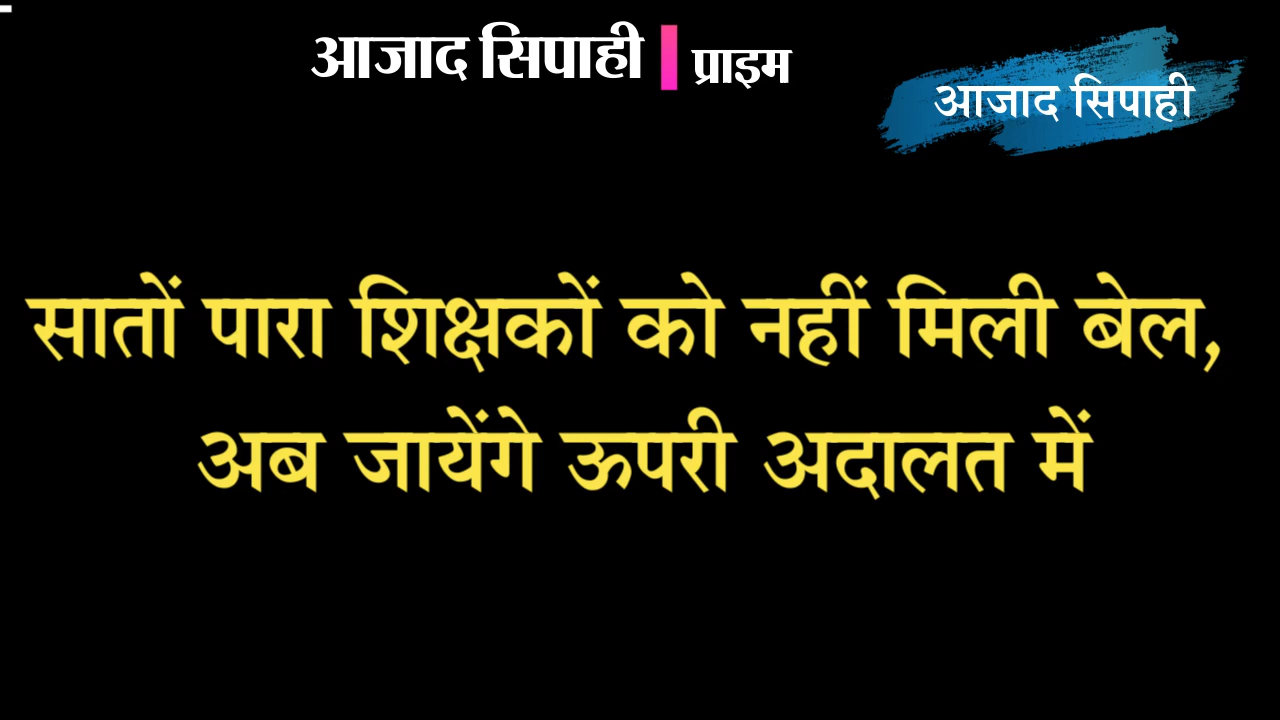 आजाद सिपाही प्राइम
आजाद सिपाही
सातों पारा शिक्षकों को नहीं मिली बेल,
अब जायेंगे ऊपरी अदालत में